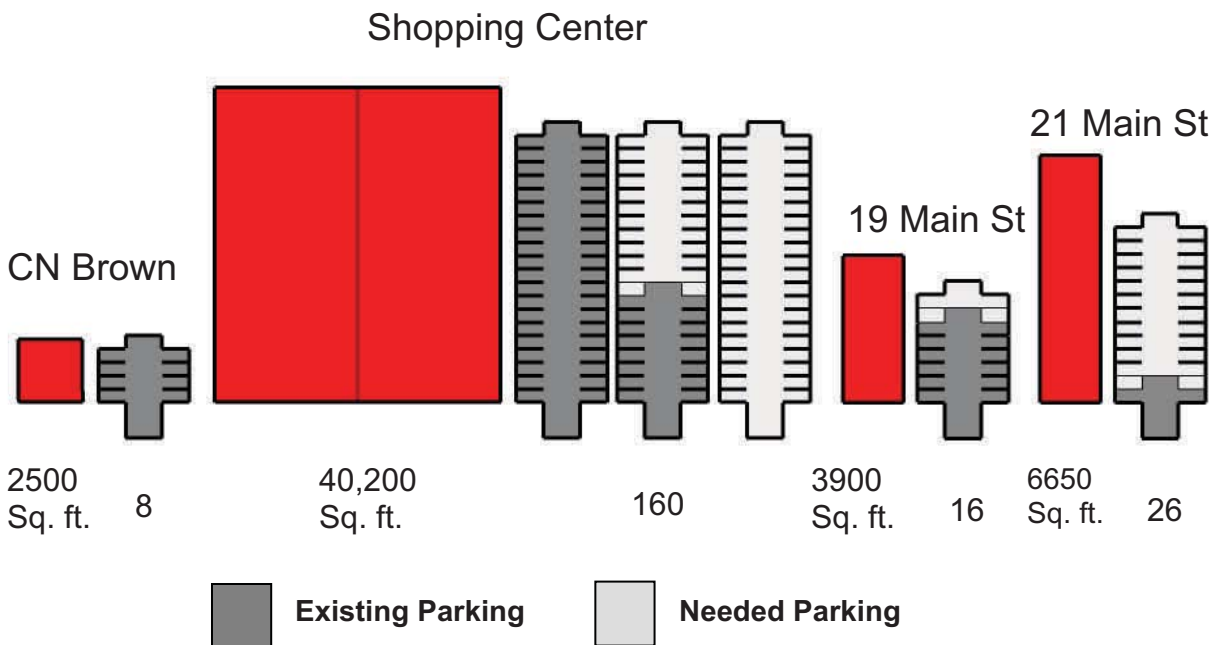 Shopping Center
21 Main St
19 Main St
CN Brown
2500
Sq. ft.
8
40,200
Sq. ft.
160
3900
Sq. ft.
16
6650
Sq. ft.
26
Existing Parking
Needed Parking